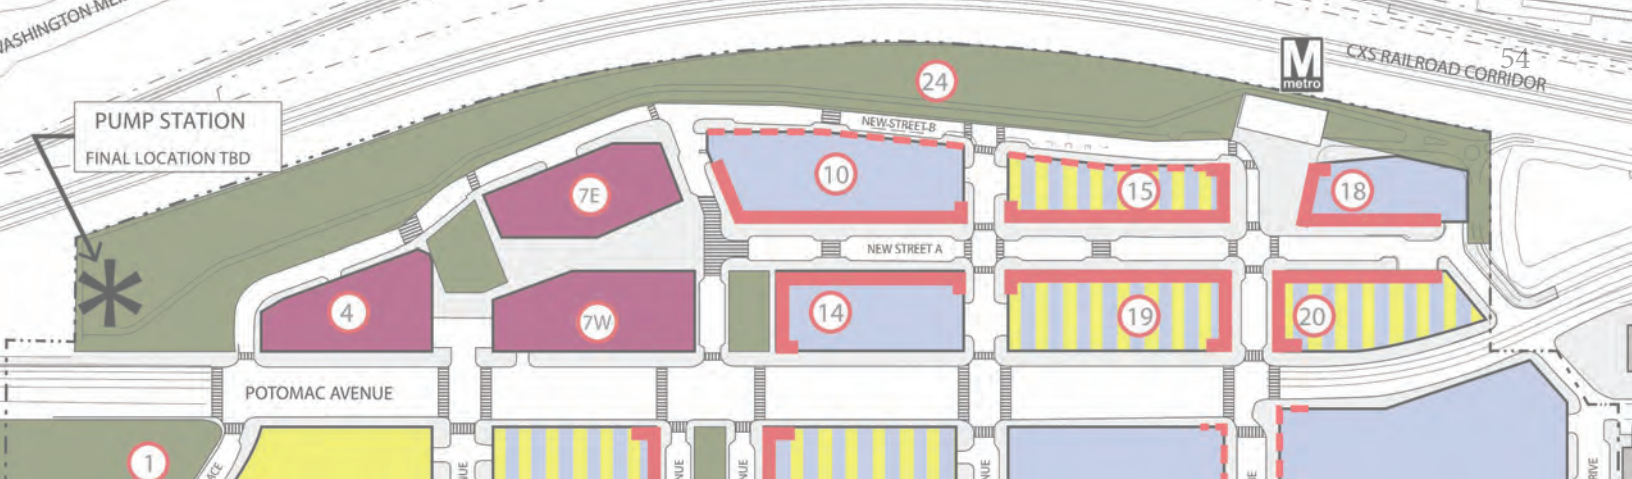 WASHINGTON ME
54
CXS RAILROAD CORRIDOR
M
metro
24
PUMP STATION
FINAL LOCATION TBD
NEW STREET B
10
7E
15
18
NEW STREET A
4
7W
14
19
20
POTOMAC AVENUE
1